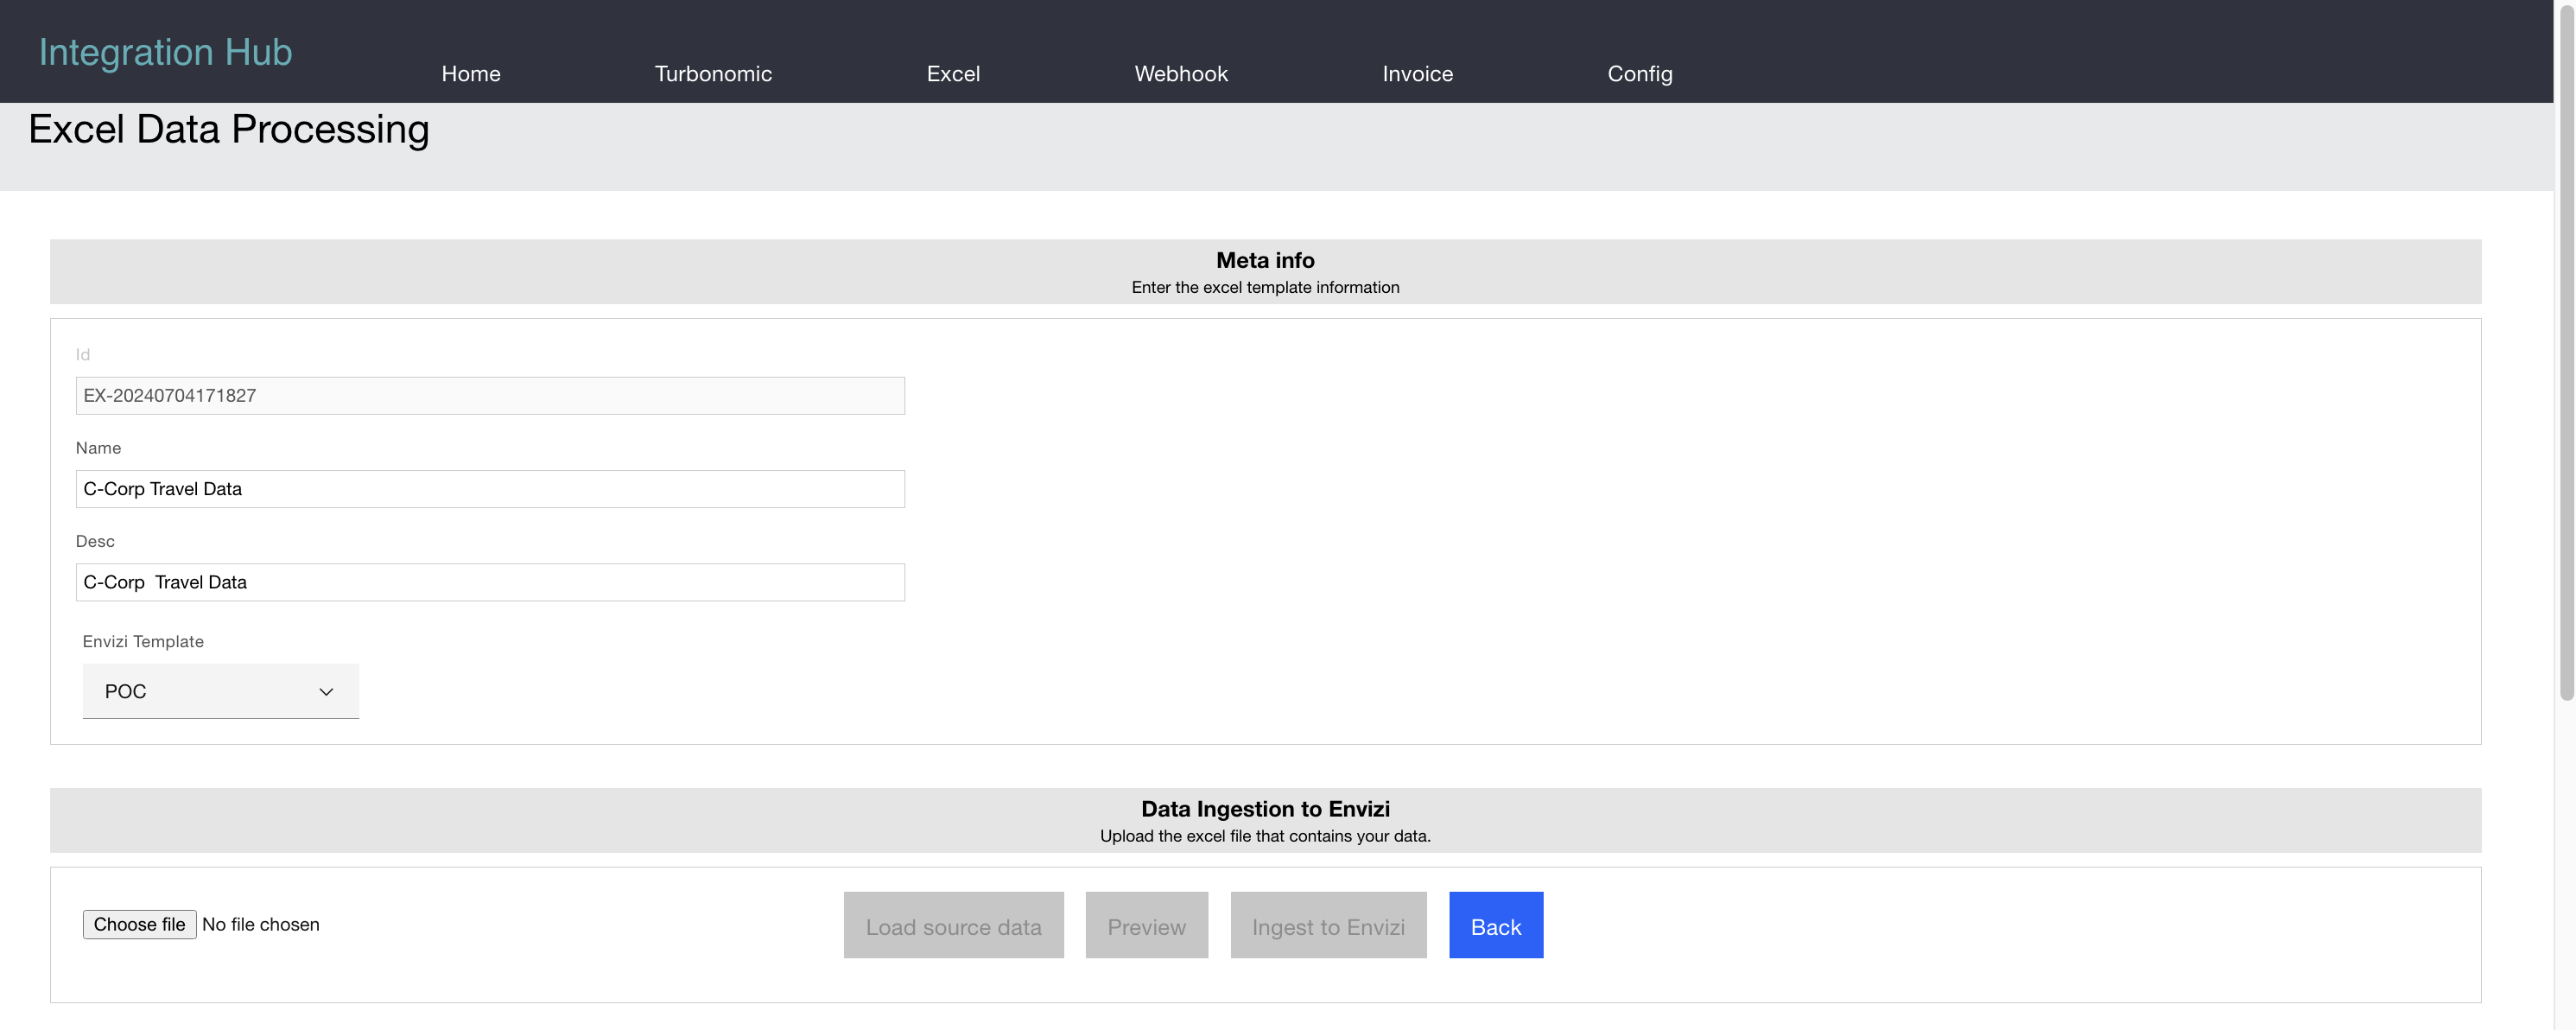 Integration Hub
Home Turbonomic Excel Webhook Invoice Config
Excel Data Processing
Meta info
Enter the excel template information
Id
EX-20240704171827
Name
C-Corp Travel Data
Desc
C-Corp  Travel Data
Envizi Template
POC
Data Ingestion to Envizi
Upload the excel file that contains your data.
Choose file No file chosen Load source data Preview Ingest to Envizi Back